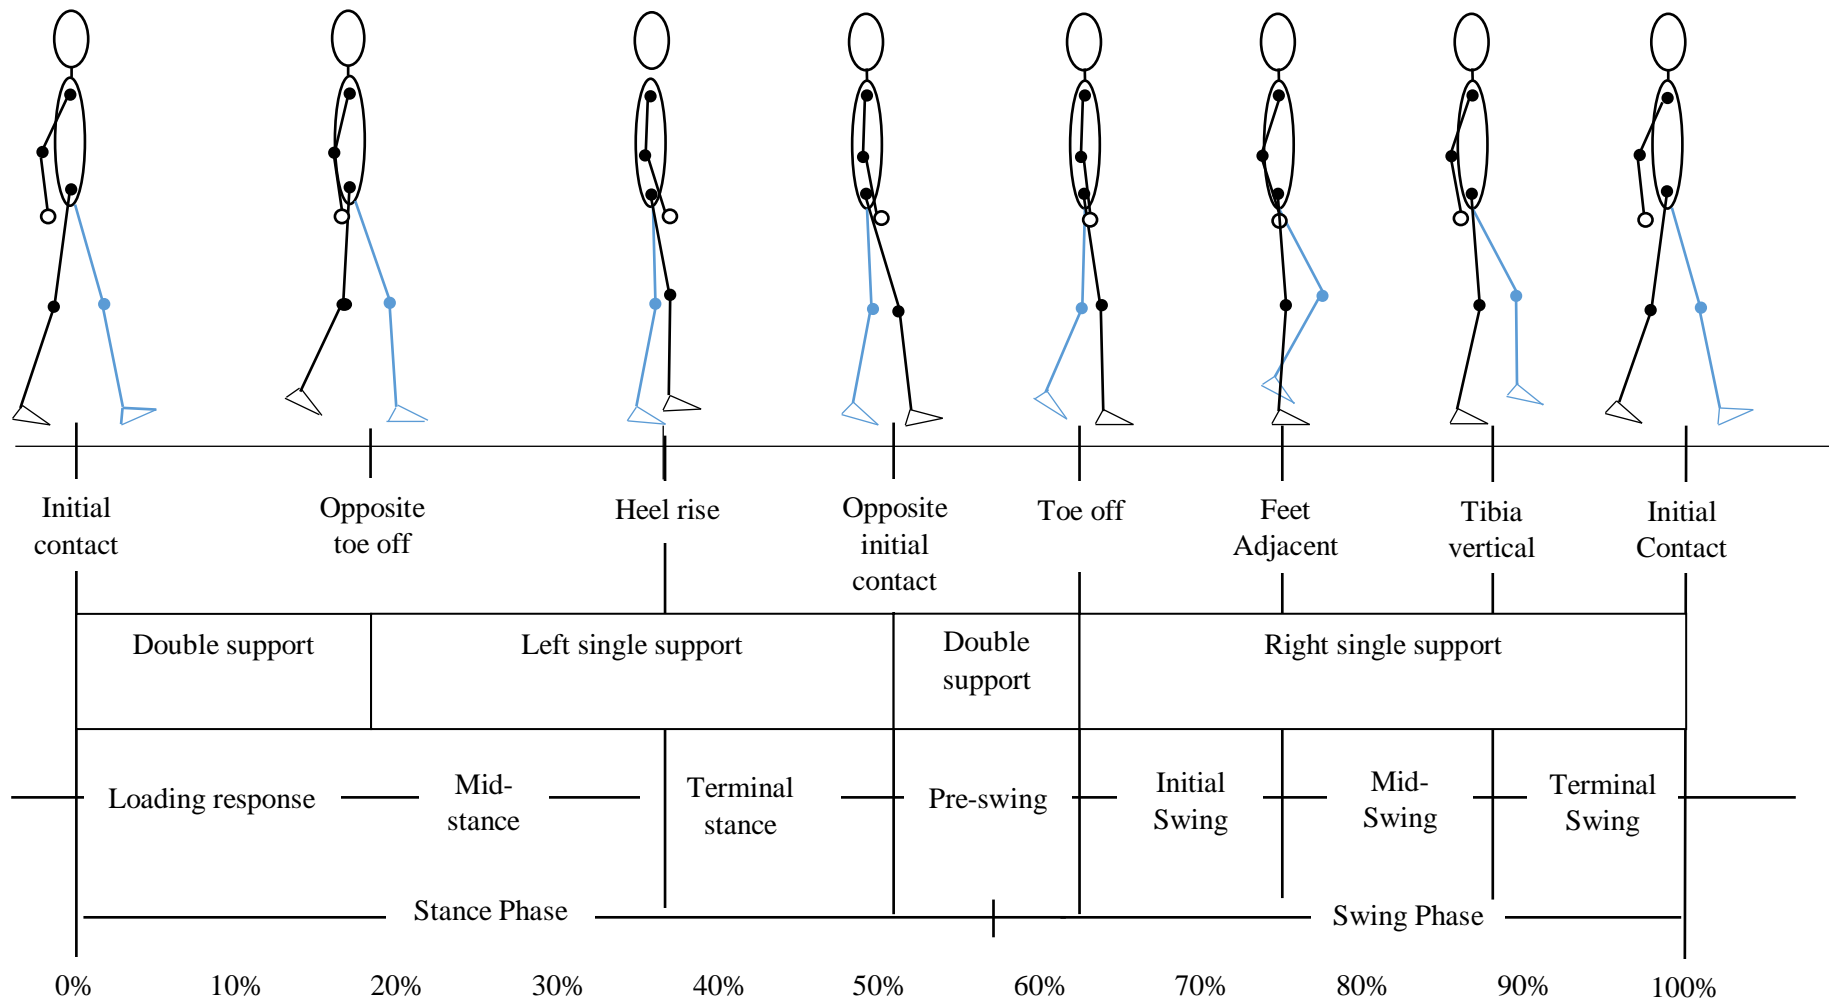 Initial
contact
Opposite
toe off
Heel rise
Opposite
initial
contact
Toe off
Feet
Adjacent
Tibia
vertical
Initial
Contact
Double support
Left single support
Double
support
Right single support
Loading response
Mid-
stance
Terminal
stance
Pre-swing
Initial
Swing
Mid-
Swing
Terminal
Swing
Stance Phase
Swing Phase
0% 10% 20% 30% 40% 50% 60% 70% 80% 90% 100%